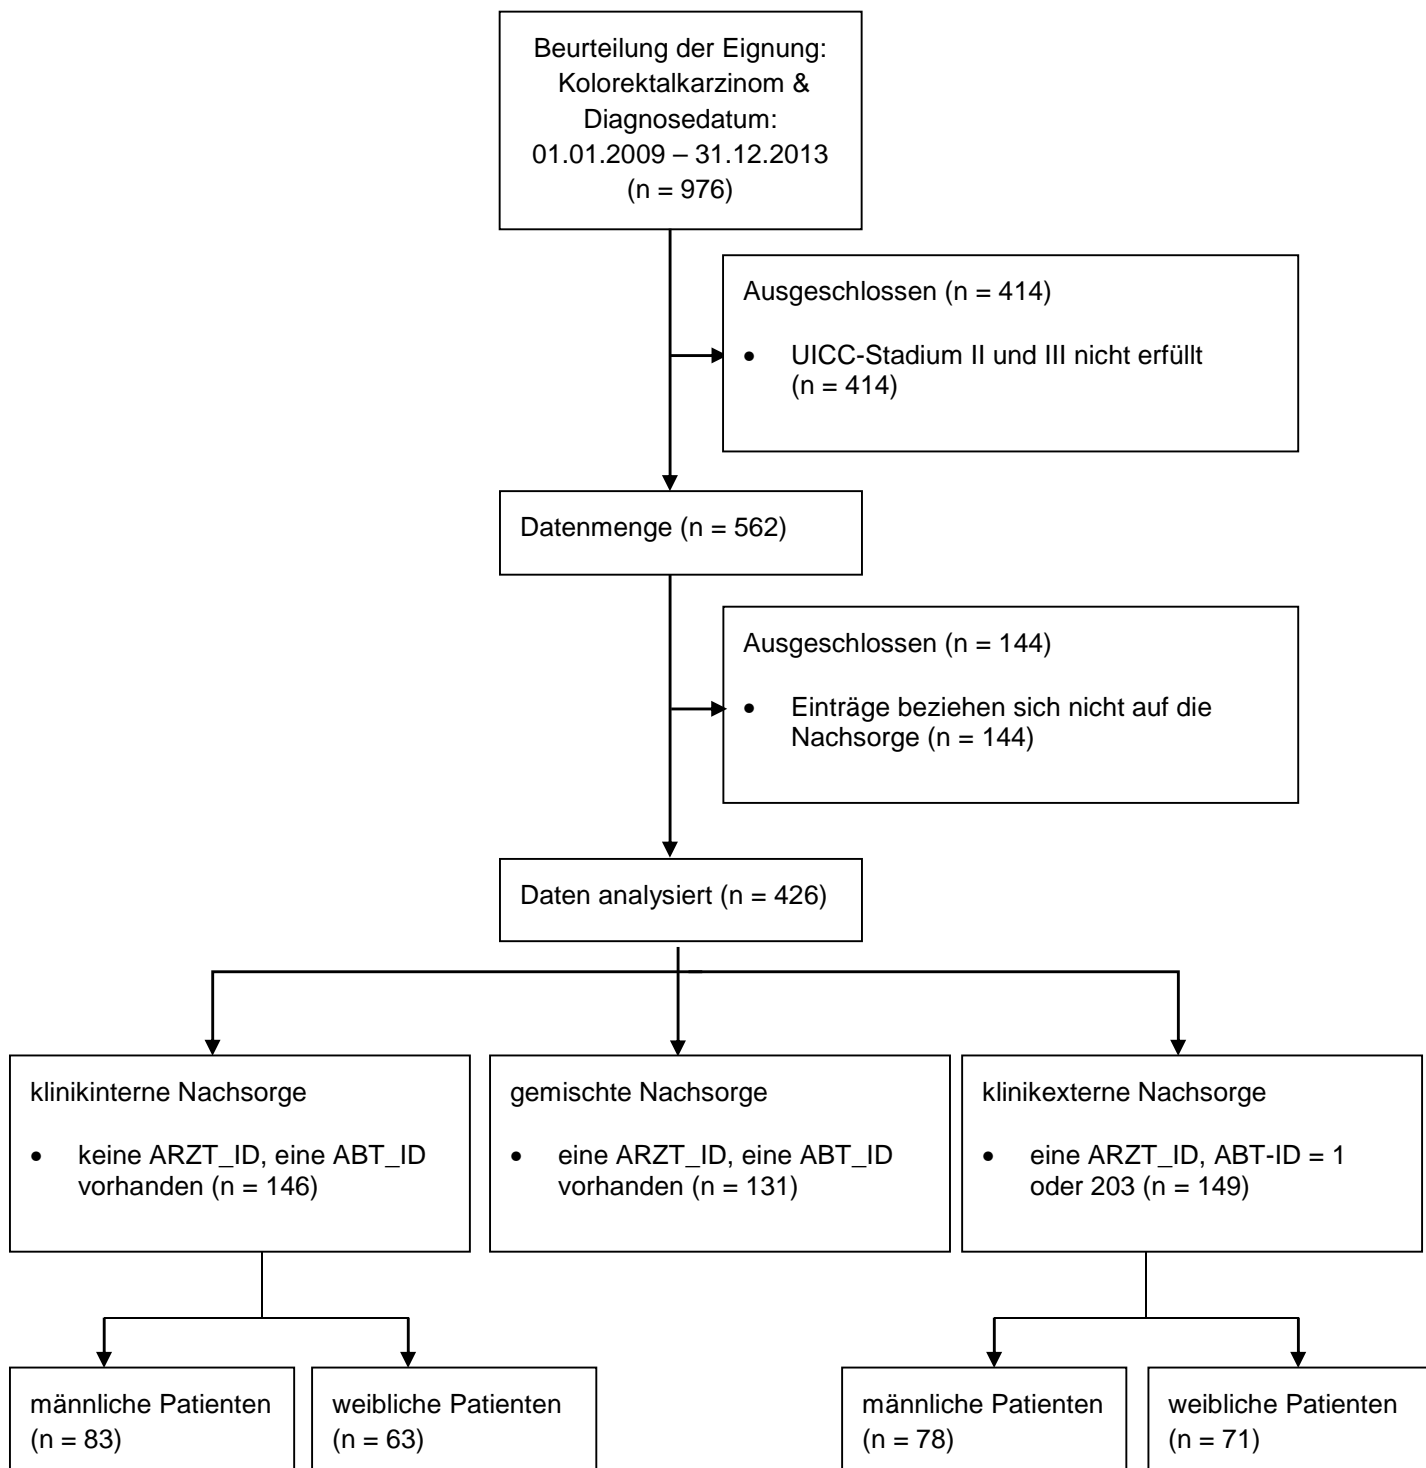 Beurteilung der Eignung:
Kolorektalkarzinom &
Diagnosedatum:
01.01.2009 – 31.12.2013
(n = 976)
Ausgeschlossen (n = 414)
• UICC-Stadium II und III nicht erfüllt
(n = 414)
Datenmenge (n = 562)
Ausgeschlossen (n = 144)
• Einträge beziehen sich nicht auf die
Nachsorge (n = 144)
Daten analysiert (n = 426)
klinikinterne Nachsorge
• keine ARZT_ID, eine ABT_ID
vorhanden (n = 146)
gemischte Nachsorge
• eine ARZT_ID, eine ABT_ID
vorhanden (n = 131)
klinikexterne Nachsorge
• eine ARZT_ID, ABT-ID = 1
oder 203 (n = 149)
männliche Patienten
(n = 83)
weibliche Patienten
(n = 63)
männliche Patienten
(n = 78)
weibliche Patienten
(n = 71)